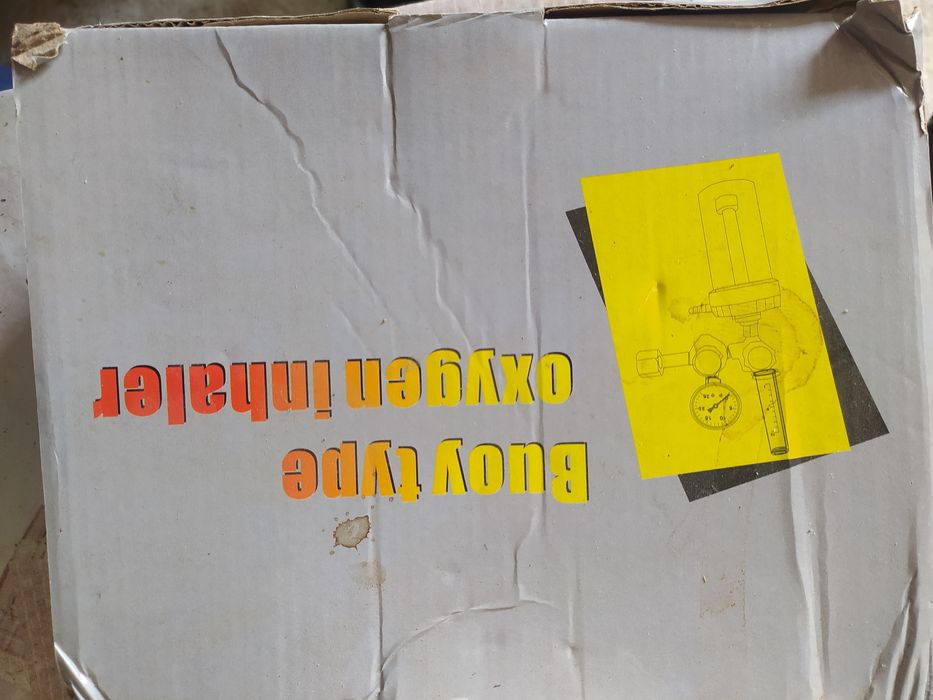 Buoy type
oxygen inhaler